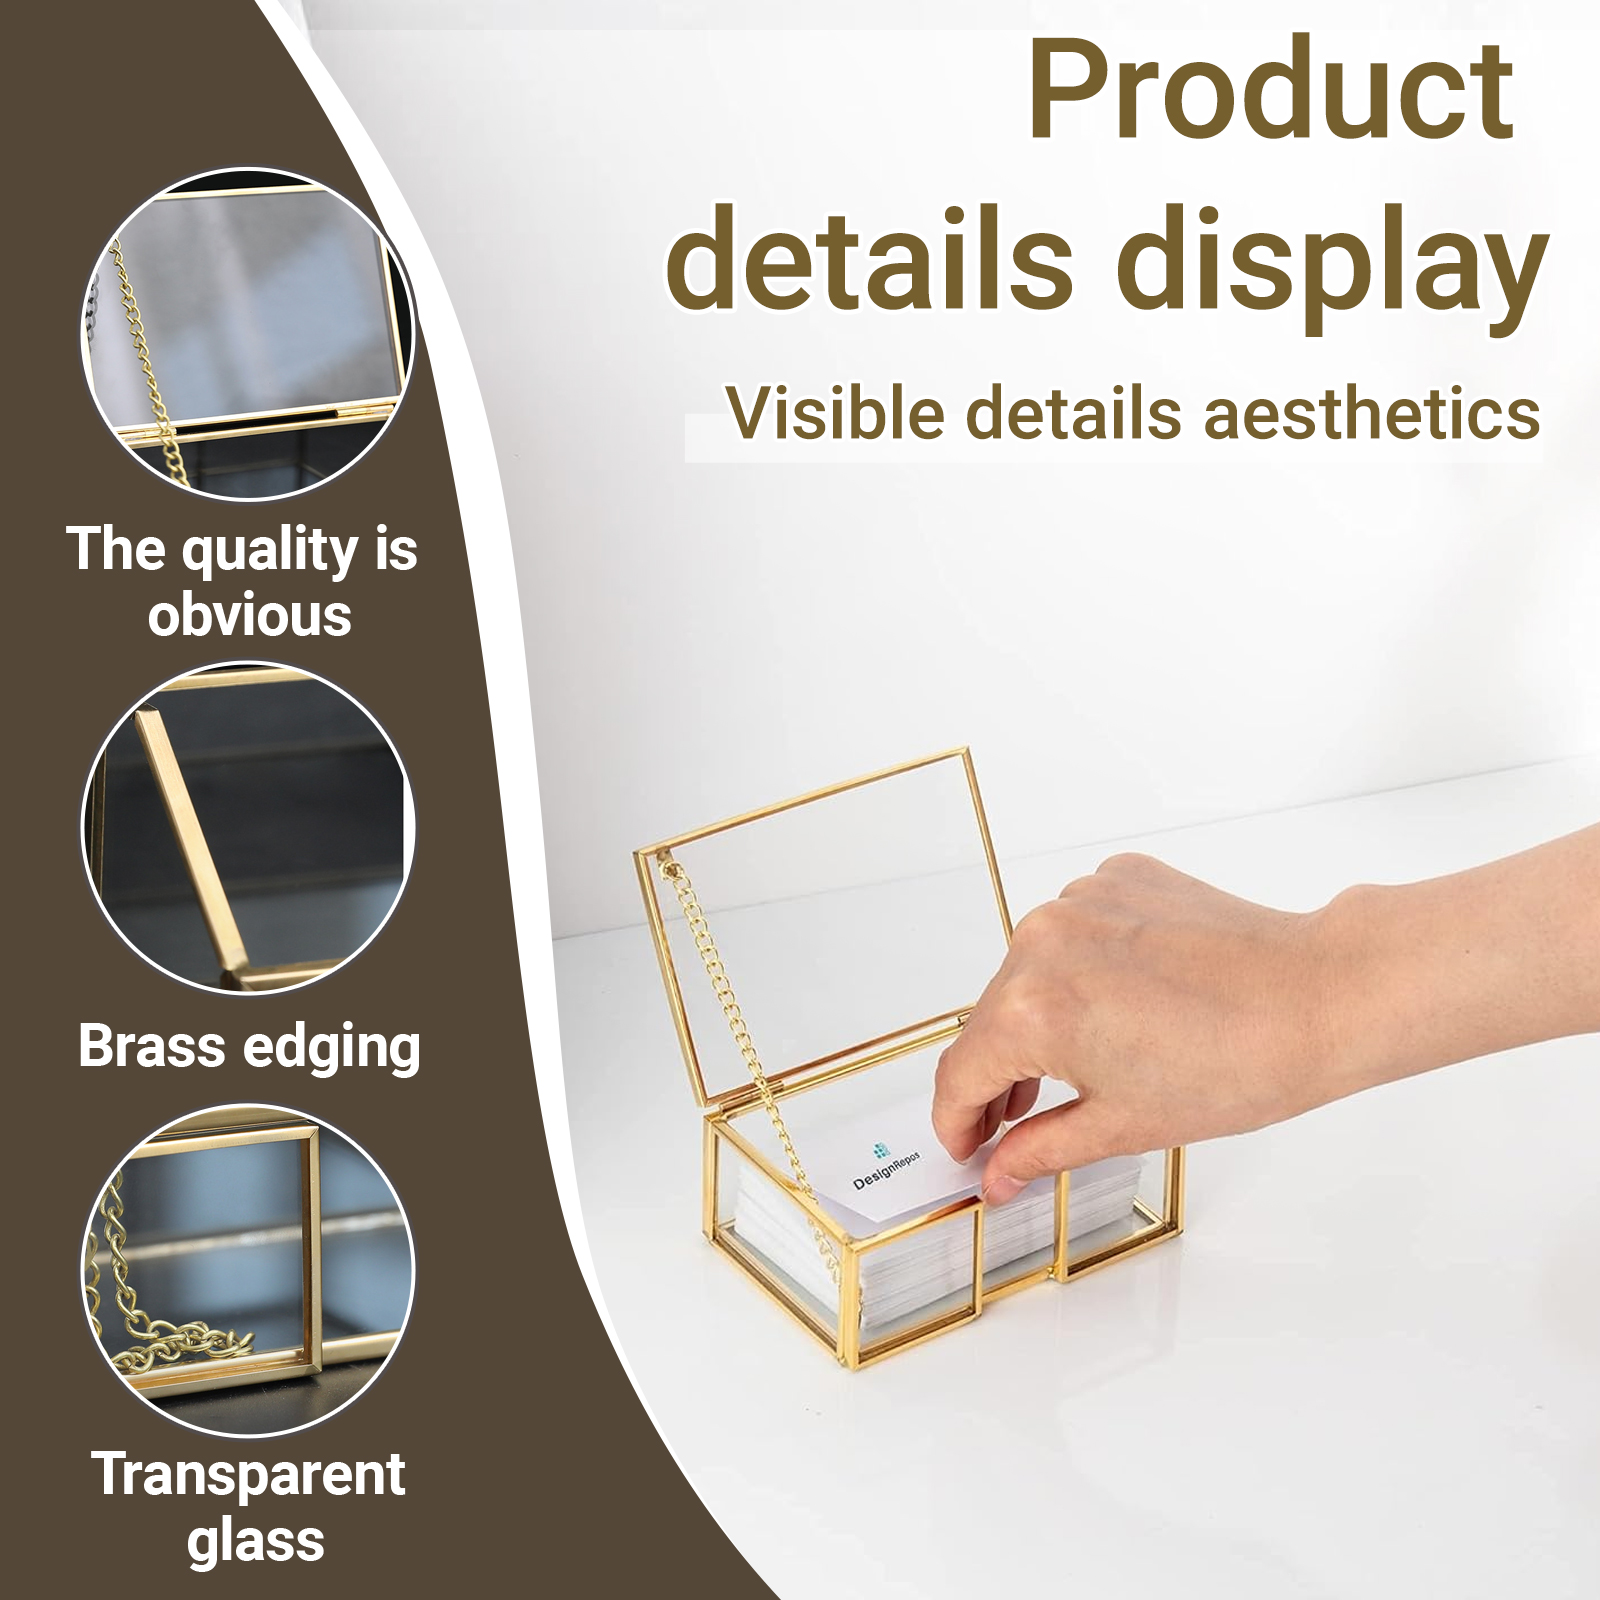 Product
details display
Visible details aesthetics
The quality is
obvious
Brass edging
Transparent
glass
DesignRepos